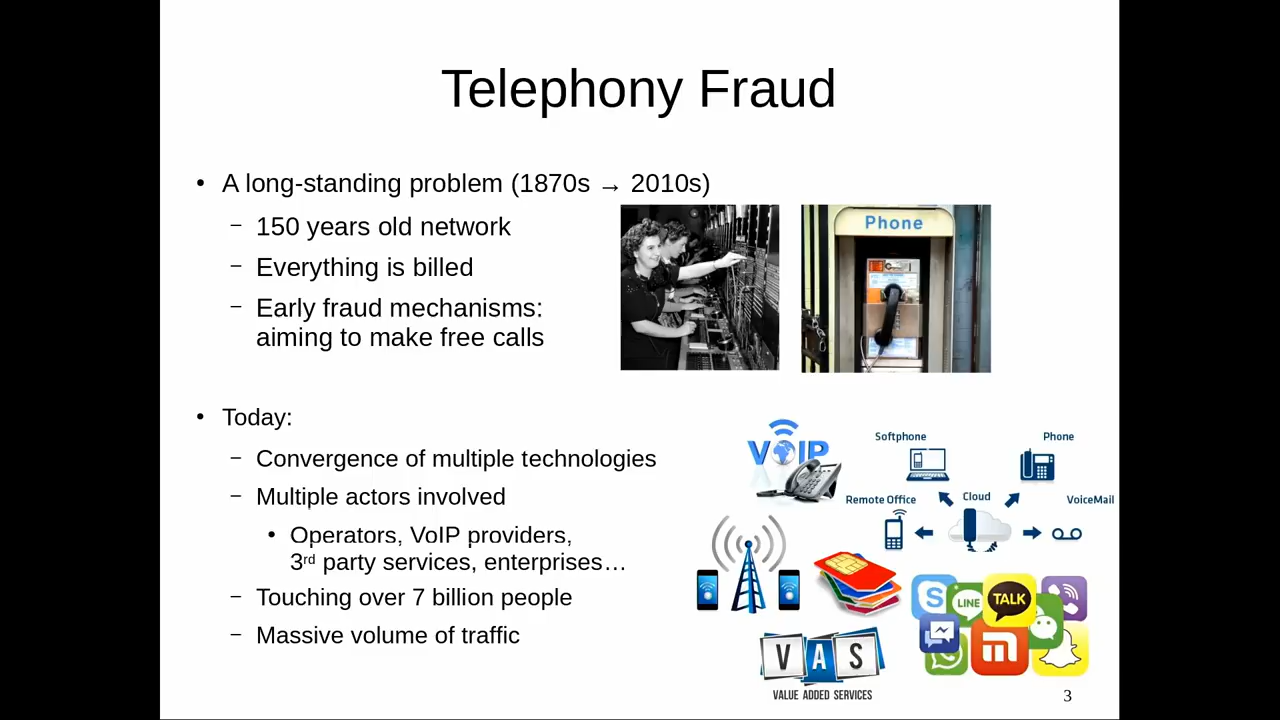 Telephony Fraud
• A long-standing problem (1870s → 2010s)
– 150 years old network
– Everything is billed
– Early fraud mechanisms:
aiming to make free calls
Phone
• Today:
– Convergence of multiple technologies
– Multiple actors involved
• Operators, VoIP providers,
3rd party services, enterprises…
– Touching over 7 billion people
– Massive volume of traffic
VOIP
Softphone
Phone
Remote Office
Cloud
VoiceMail
LINE
TALK
VAS
VALUE ADDED SERVICES
3